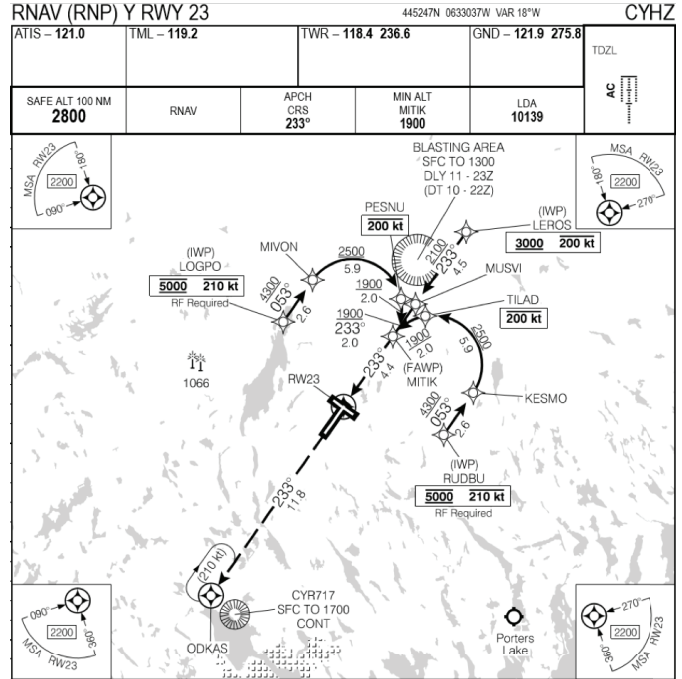 RNAV (RNP) Y RWY 23
445247N 0633037W VAR 18°W
CYHZ
ATIS – 121.0
TML – 119.2
TWR – 118.4 236.6
GND – 121.9 275.8
TDZL
AC
SAFE ALT 100 NM
2800
RNAV
APCH
CRS
233°
MIN ALT
MITIK
1900
LDA
10139
MSA RW23
180°
2200
090°
BLASTING AREA
SFC TO 1300
DLY 11 - 23Z
(DT 10 - 22Z)
MSA RW23
180°
2200
270°
PESNU
200 kt
(IWP)
LEROS
3000 200 kt
MIVON
2500
5.9
2100
233°
4.5
MUSVI
(IWP)
LOGPO
5000 210 kt
RF Required
4300
053°
2.6
1900
2.0
TILAD
200 kt
1900
233°
2.0
1900
2.0
2500
5.9
(FAWP)
MITIK
1066
233°
4.4
RW23
KESMO
4300
053°
2.6
(IWP)
RUDBU
5000 210 kt
RF Required
233°
11.8
(210 kt)
CYR717
SFC TO 1700
CONT
ODKAS
Porters
Lake
090°
2200
360°
MSA RW23
270°
2200
360°
MSA RW23